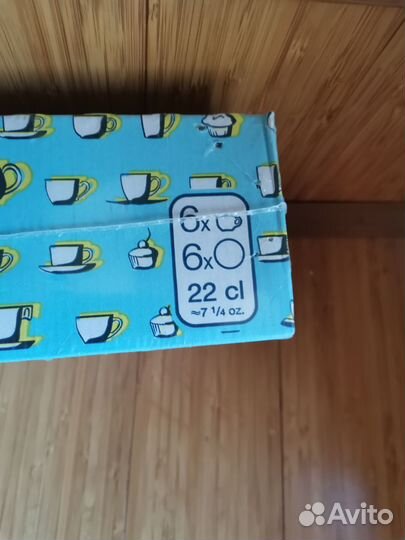 6x
6x
22 cl
≈7 1/4 oz.
Avito